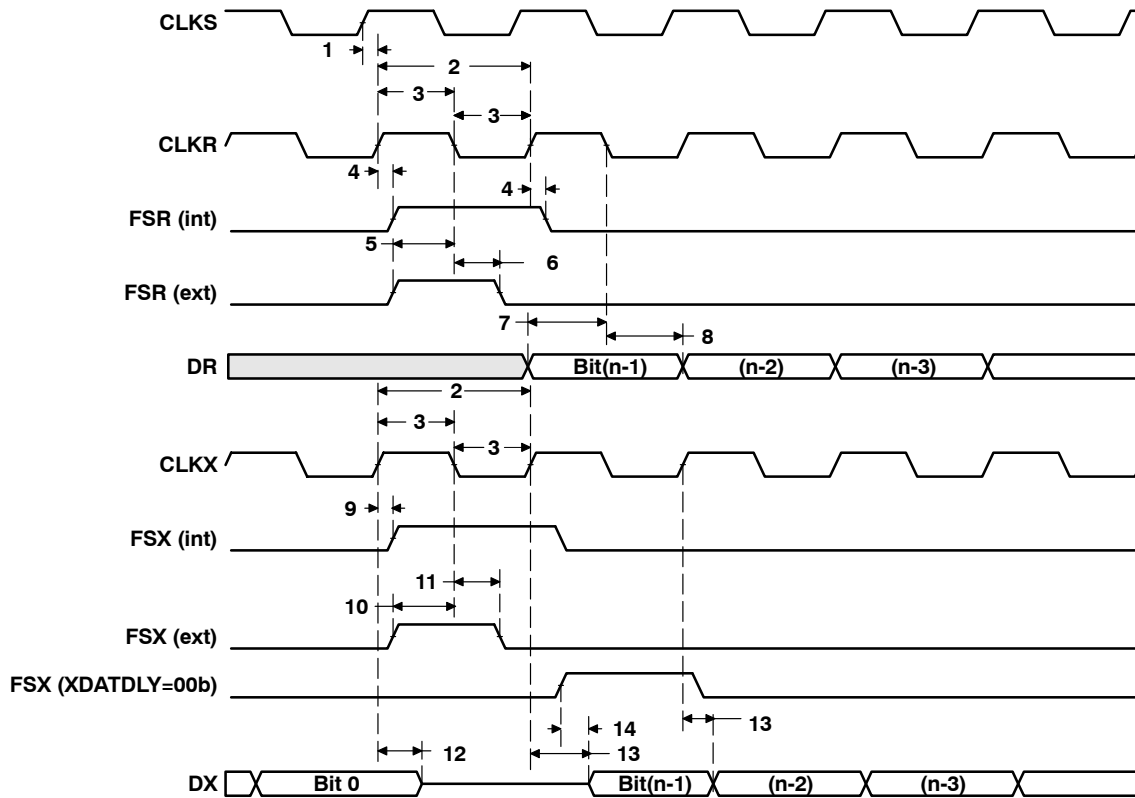 CLKS
1
2
3
3
CLKR
4
4
FSR (int)
5
6
FSR (ext)
7
8
DR
Bit(n-1)
(n-2)
(n-3)
2
3
3
CLKX
9
FSX (int)
11
10
FSX (ext)
FSX (XDATDLY=00b)
14
13
12
13
DX
Bit 0
Bit(n-1)
(n-2)
(n-3)